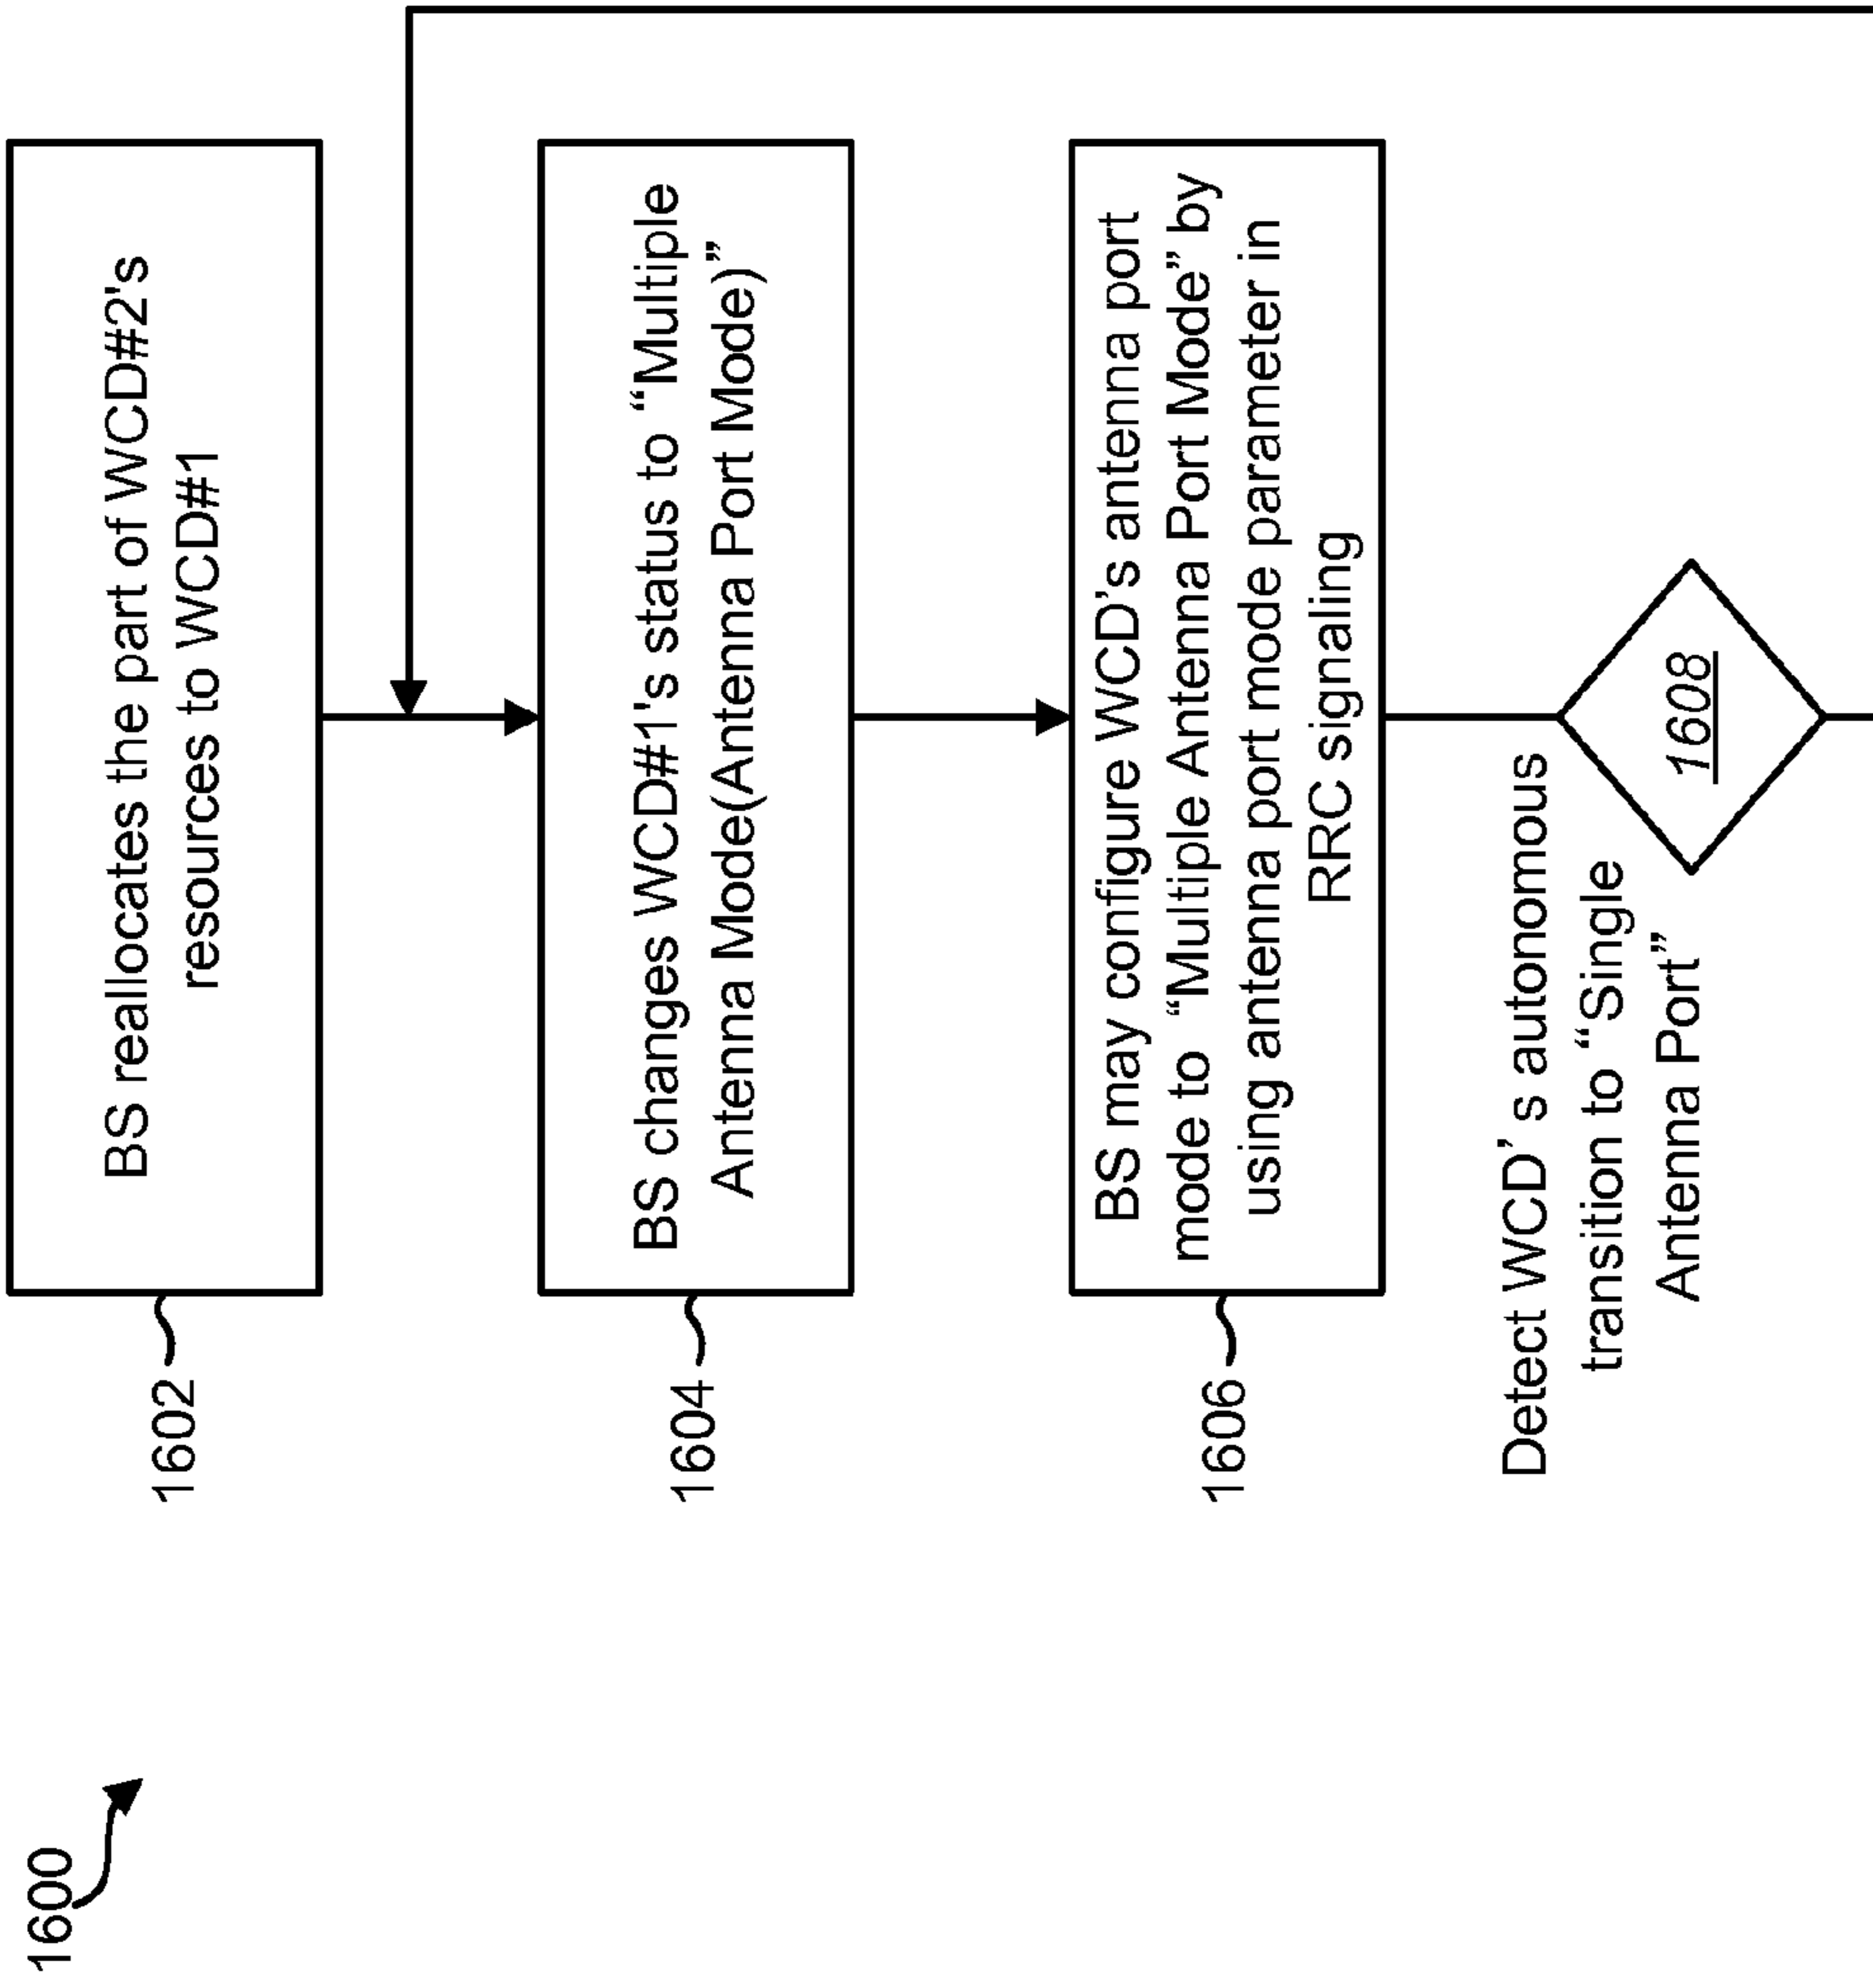 1600
1602
BS reallocates the part of WCD#2's
resources to WCD#1
1604
BS changes WCD#1's status to “Multiple
Antenna Mode(Antenna Port Mode)”
1606
BS may configure WCD's antenna port
mode to “Multiple Antenna Port Mode” by
using antenna port mode parameter in
RRC signaling
Detect WCD’ s autonomous
transition to “Single
Antenna Port”
1608